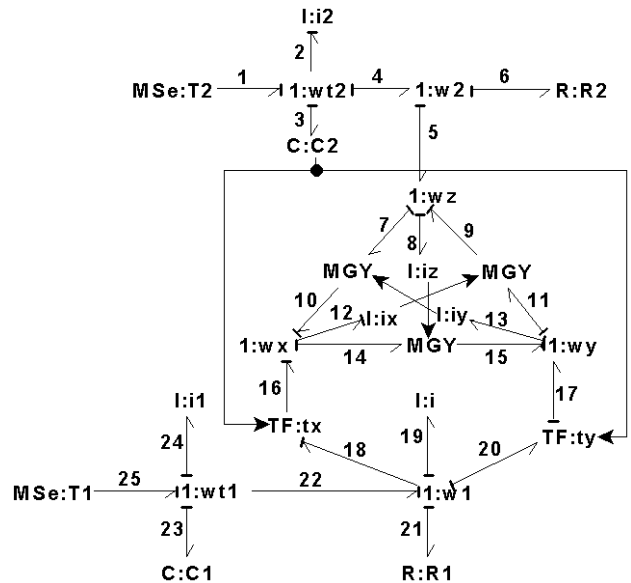 I:i2
2
1 4 6
MSe:T2 1:wt2 1:w2 R:R2
3 5
C:C2
1:wz
7 8 9
MGY I:iz MGY
10 12 I:ix I:iy 13 11
1:wx 14 MGY 15 1:wy
16 17
I:i1 I:i
TF:tx TF:ty
24 18 19 20
25 22
MSe:T1 1:wt1 1:w1
23 21
C:C1 R:R1